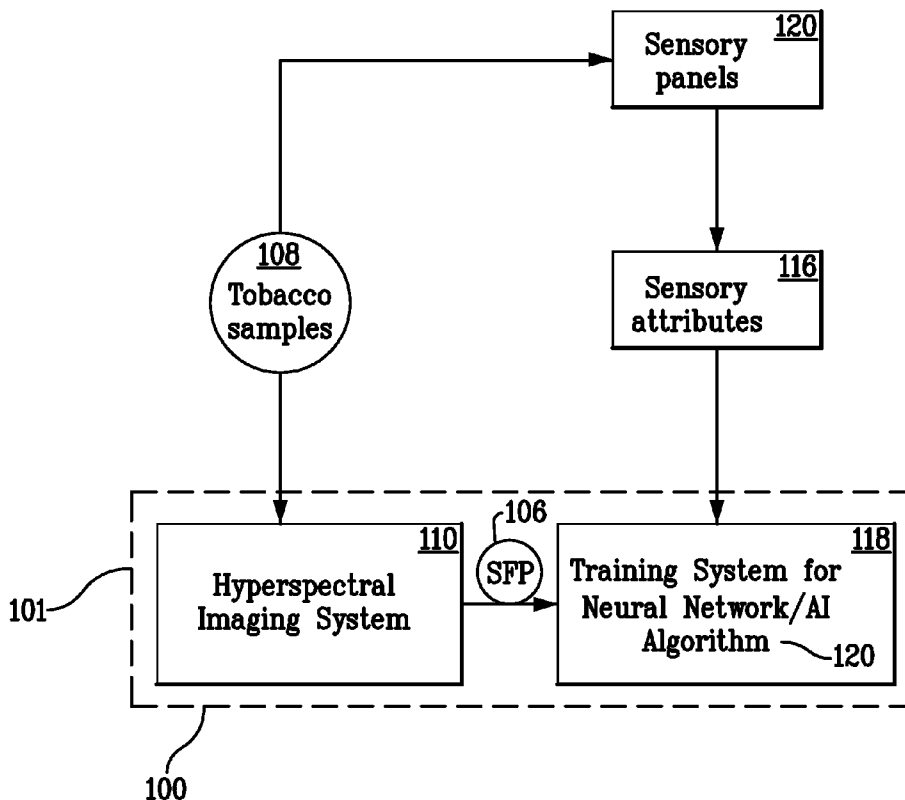 120
Sensory
panels
108
Tobacco
samples
116
Sensory
attributes
106
SFP
110
Hyperspectral
Imaging System
118
Training System for
Neural Network/AI
Algorithm
120
101
100